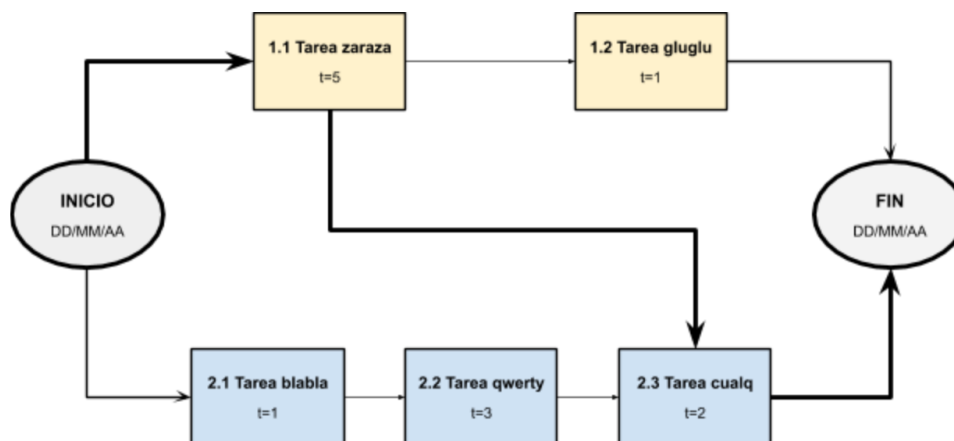 1.1 Tarea zaraza
t=5
1.2 Tarea gluglu
t=1
INICIO
DD/MM/AA
FIN
DD/MM/AA
2.1 Tarea blabla
t=1
2.2 Tarea qwerty
t=3
2.3 Tarea cualq
t=2